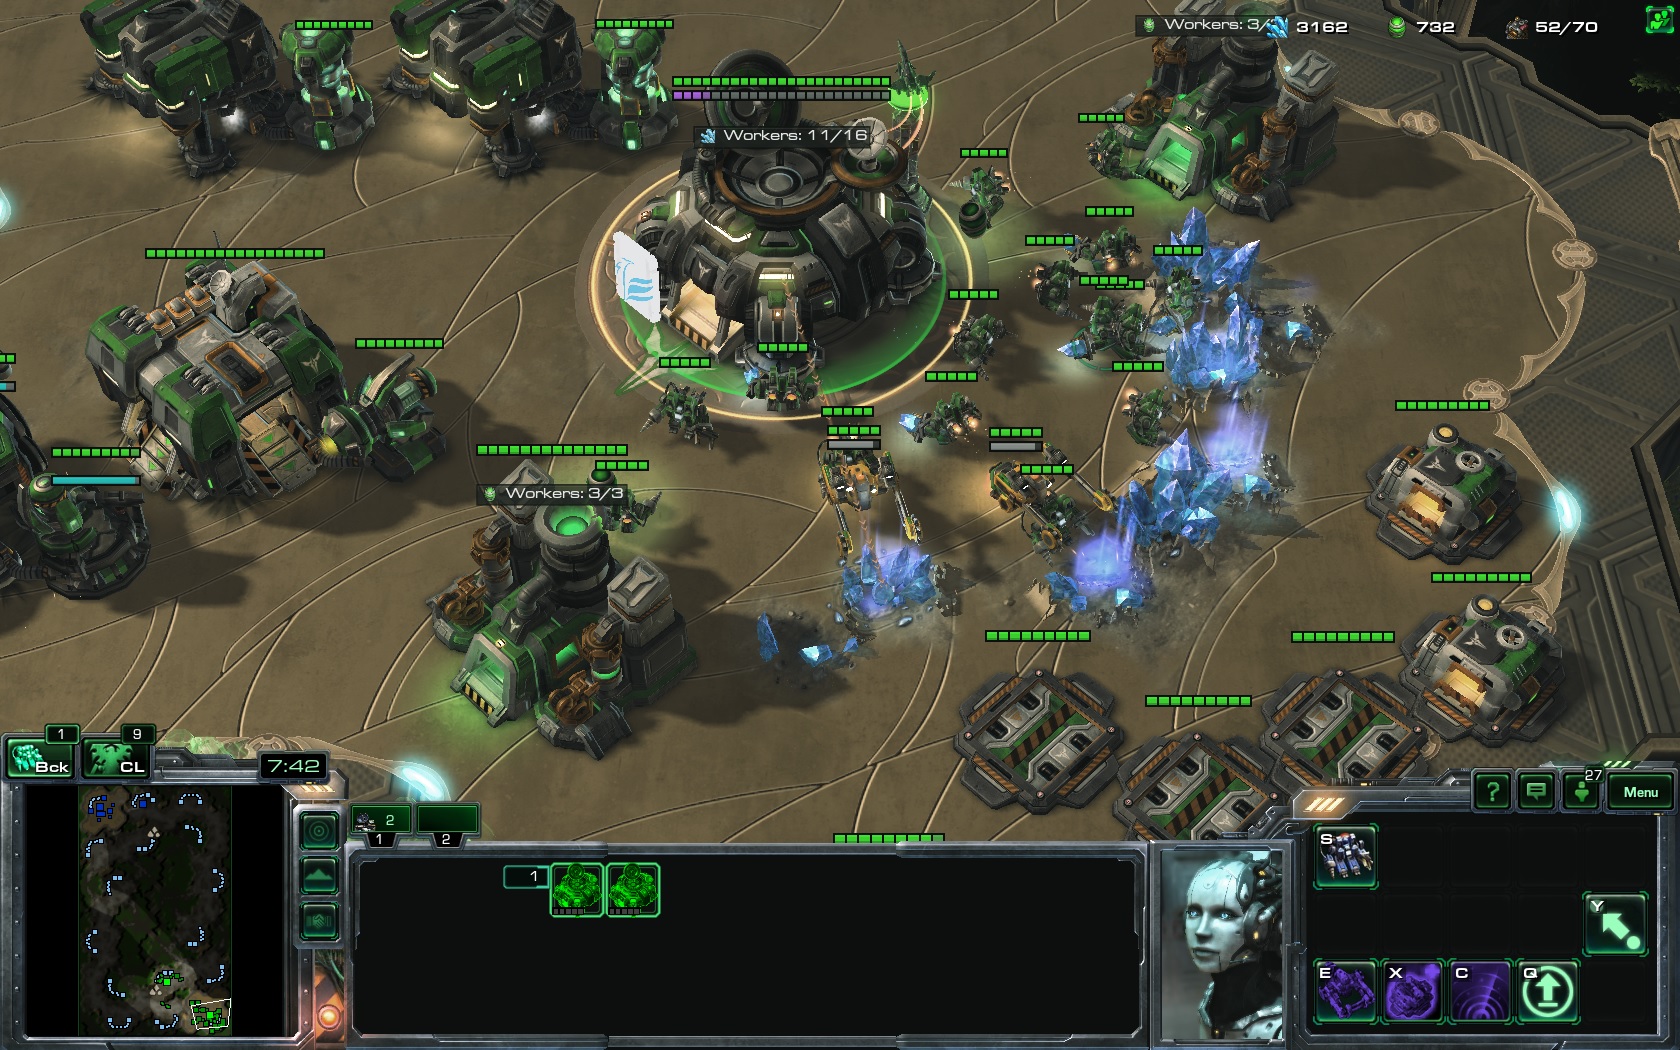 Workers: 3/
3162
732
52/70
Workers: 11/16
Workers: 3/3
1
9
Bck
CL
7:42
27
?
Menu
2
1
2
1
S
Y
E
X
C
Q